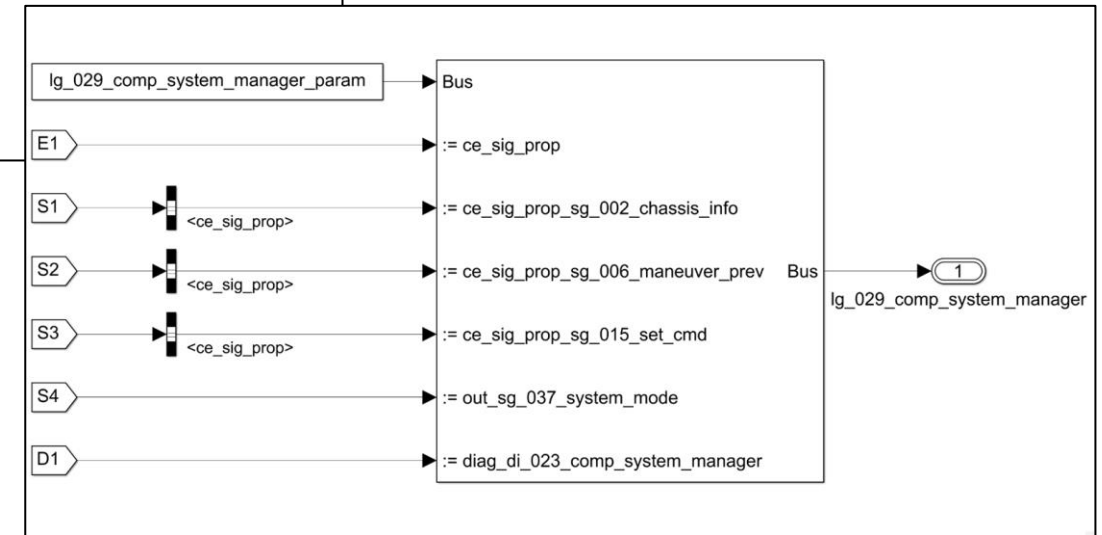 lg_029_comp_system_manager_param
Bus
E1
:= ce_sig_prop
S1
<ce_sig_prop>
:= ce_sig_prop_sg_002_chassis_info
S2
<ce_sig_prop>
:= ce_sig_prop_sg_006_maneuver_prev
Bus
1
lg_029_comp_system_manager
S3
<ce_sig_prop>
:= ce_sig_prop_sg_015_set_cmd
S4
:= out_sg_037_system_mode
D1
:= diag_di_023_comp_system_manager